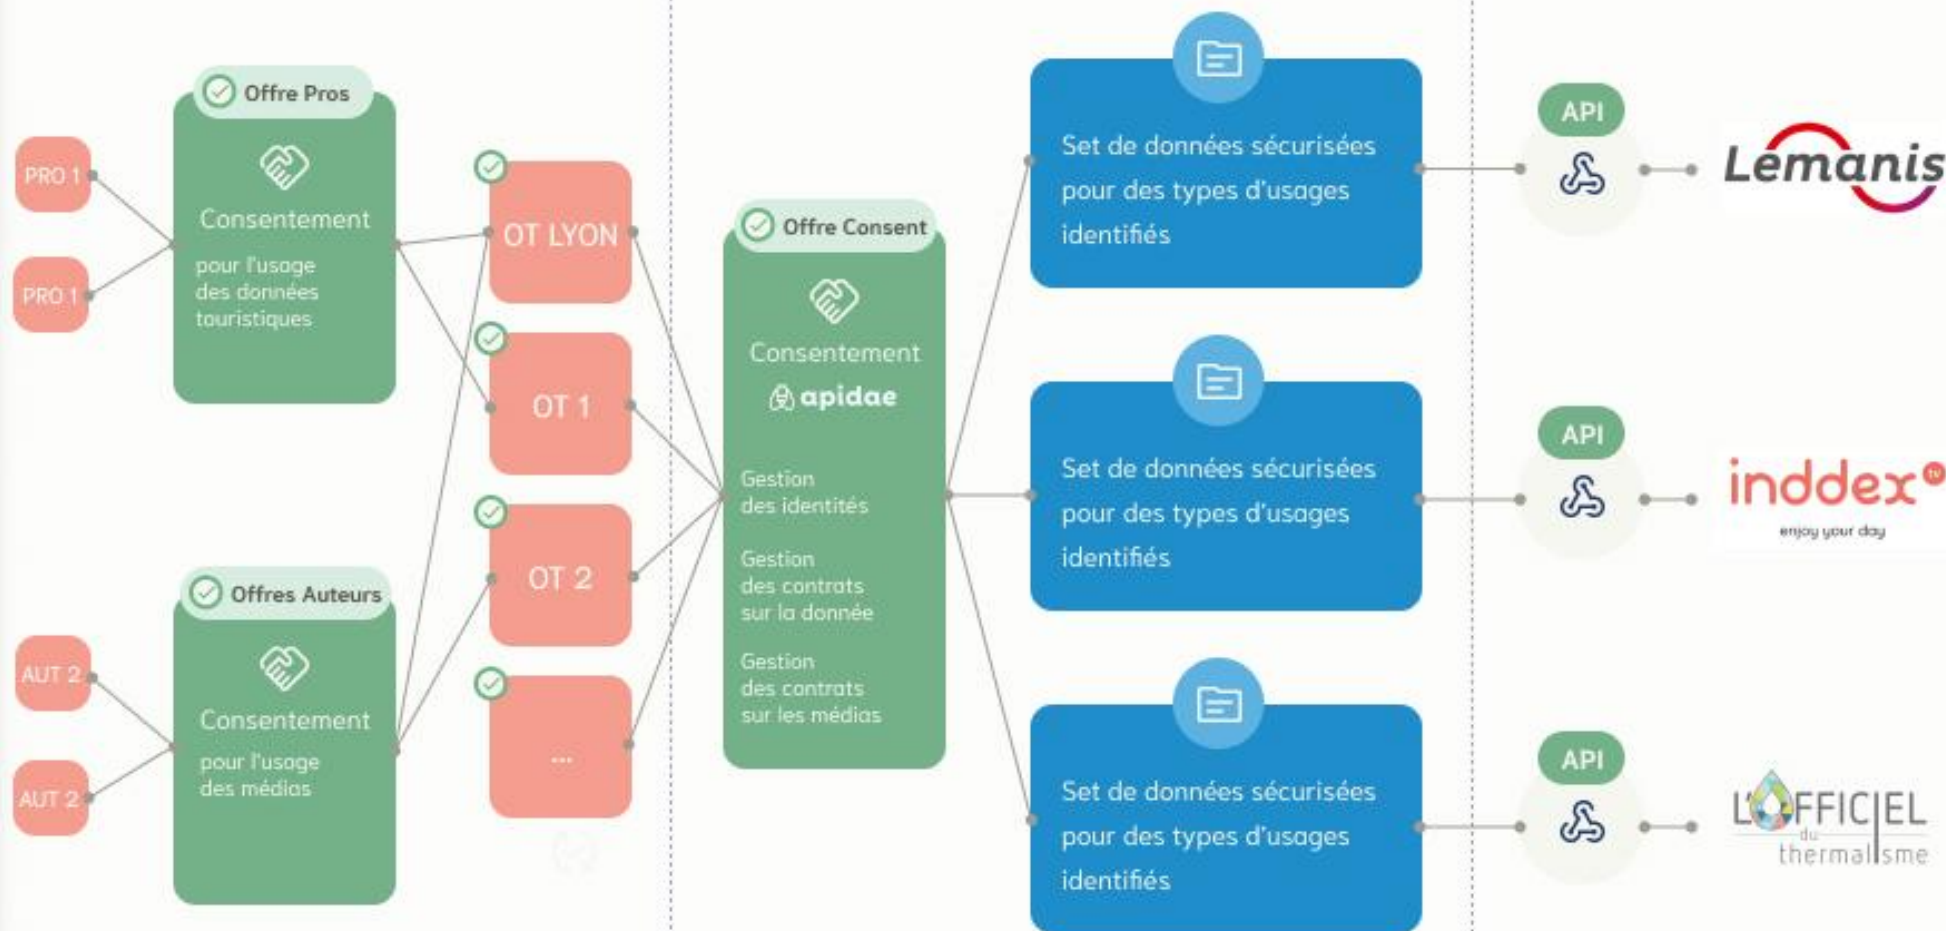 Offre Pros
PRO 1
PRO 1
Consentement
pour l'usage
des données
touristiques
Offres Auteurs
AUT 2
AUT 2
Consentement
pour l'usage
des médias
OT LYON
OT 1
OT 2
...
Offre Consent
Consentement
apidae
Gestion
des identités
Gestion
des contrats
sur la donnée
Gestion
des contrats
sur les médias
Set de données sécurisées
pour des types d'usages
identifiés
Set de données sécurisées
pour des types d'usages
identifiés
Set de données sécurisées
pour des types d'usages
identifiés
API
Lemanis
API
inddex tv
enjoy your day
API
L'OFFICIEL
du
thermalisme